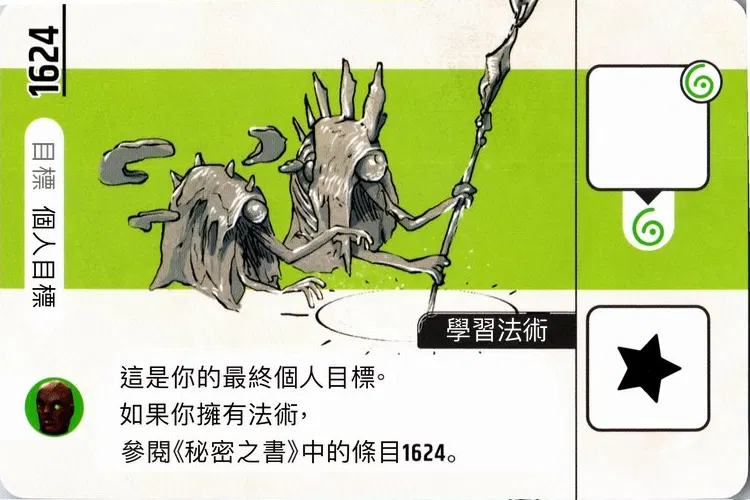 1624
目標 個人目標
學習法術
這是你的最終個人目標。
如果你擁有法術，
參閱《秘密之書》中的條目1624。